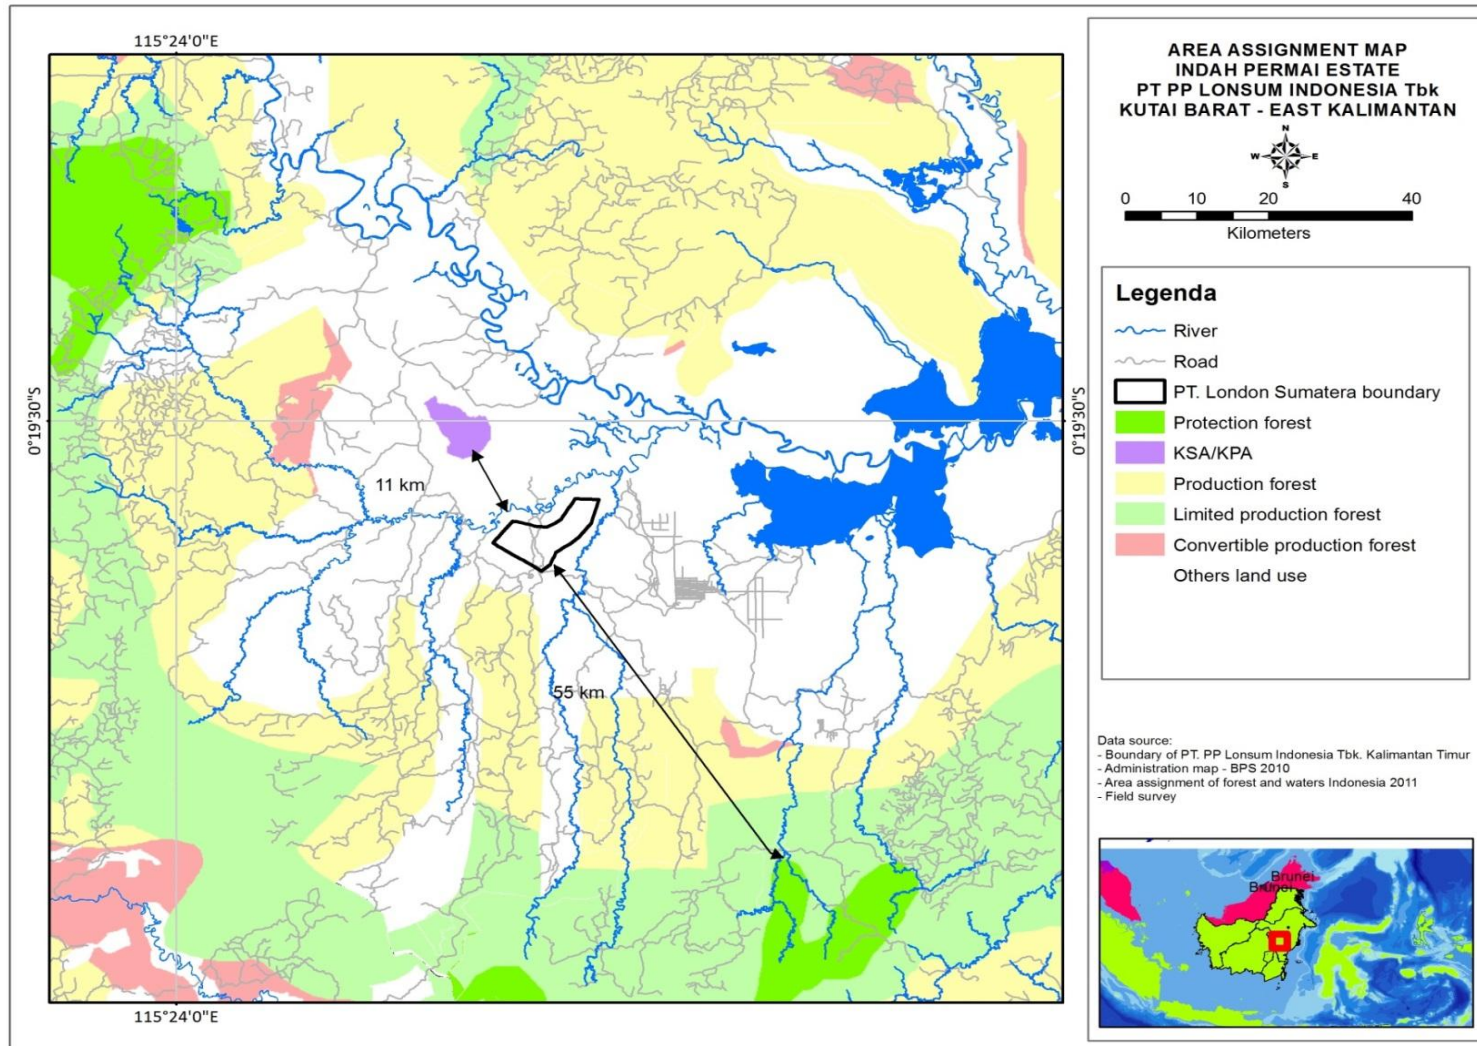 115°24'0"E
0°19'30"S
0°19'30"S
11 km
55 km
115°24'0"E
AREA ASSIGNMENT MAP
INDAH PERMAI ESTATE
PT PP LONSUM INDONESIA Tbk
KUTAI BARAT - EAST KALIMANTAN
N
W E
S
0 10 20 40
Kilometers
Legenda
River
Road
PT. London Sumatera boundary
Protection forest
KSA/KPA
Production forest
Limited production forest
Convertible production forest
Others land use
Data source:
- Boundary of PT. PP Lonsum Indonesia Tbk. Kalimantan Timur
- Administration map - BPS 2010
- Area assignment of forest and waters Indonesia 2011
- Field survey
Brunei
Brunei